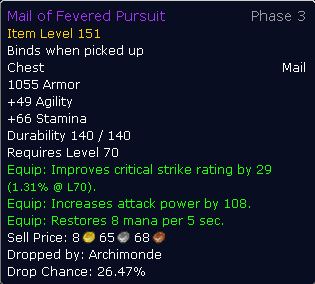 Mail of Fevered Pursuit Phase 3
Item Level 151
Binds when picked up
Chest Mail
1055 Armor
+49 Agility
+66 Stamina
Durability 140 / 140
Requires Level 70
Equip: Improves critical strike rating by 29
(1.31% @ L70).
Equip: Increases attack power by 108.
Equip: Restores 8 mana per 5 sec.
Sell Price: 8 65 68
Dropped by: Archimonde
Drop Chance: 26.47%